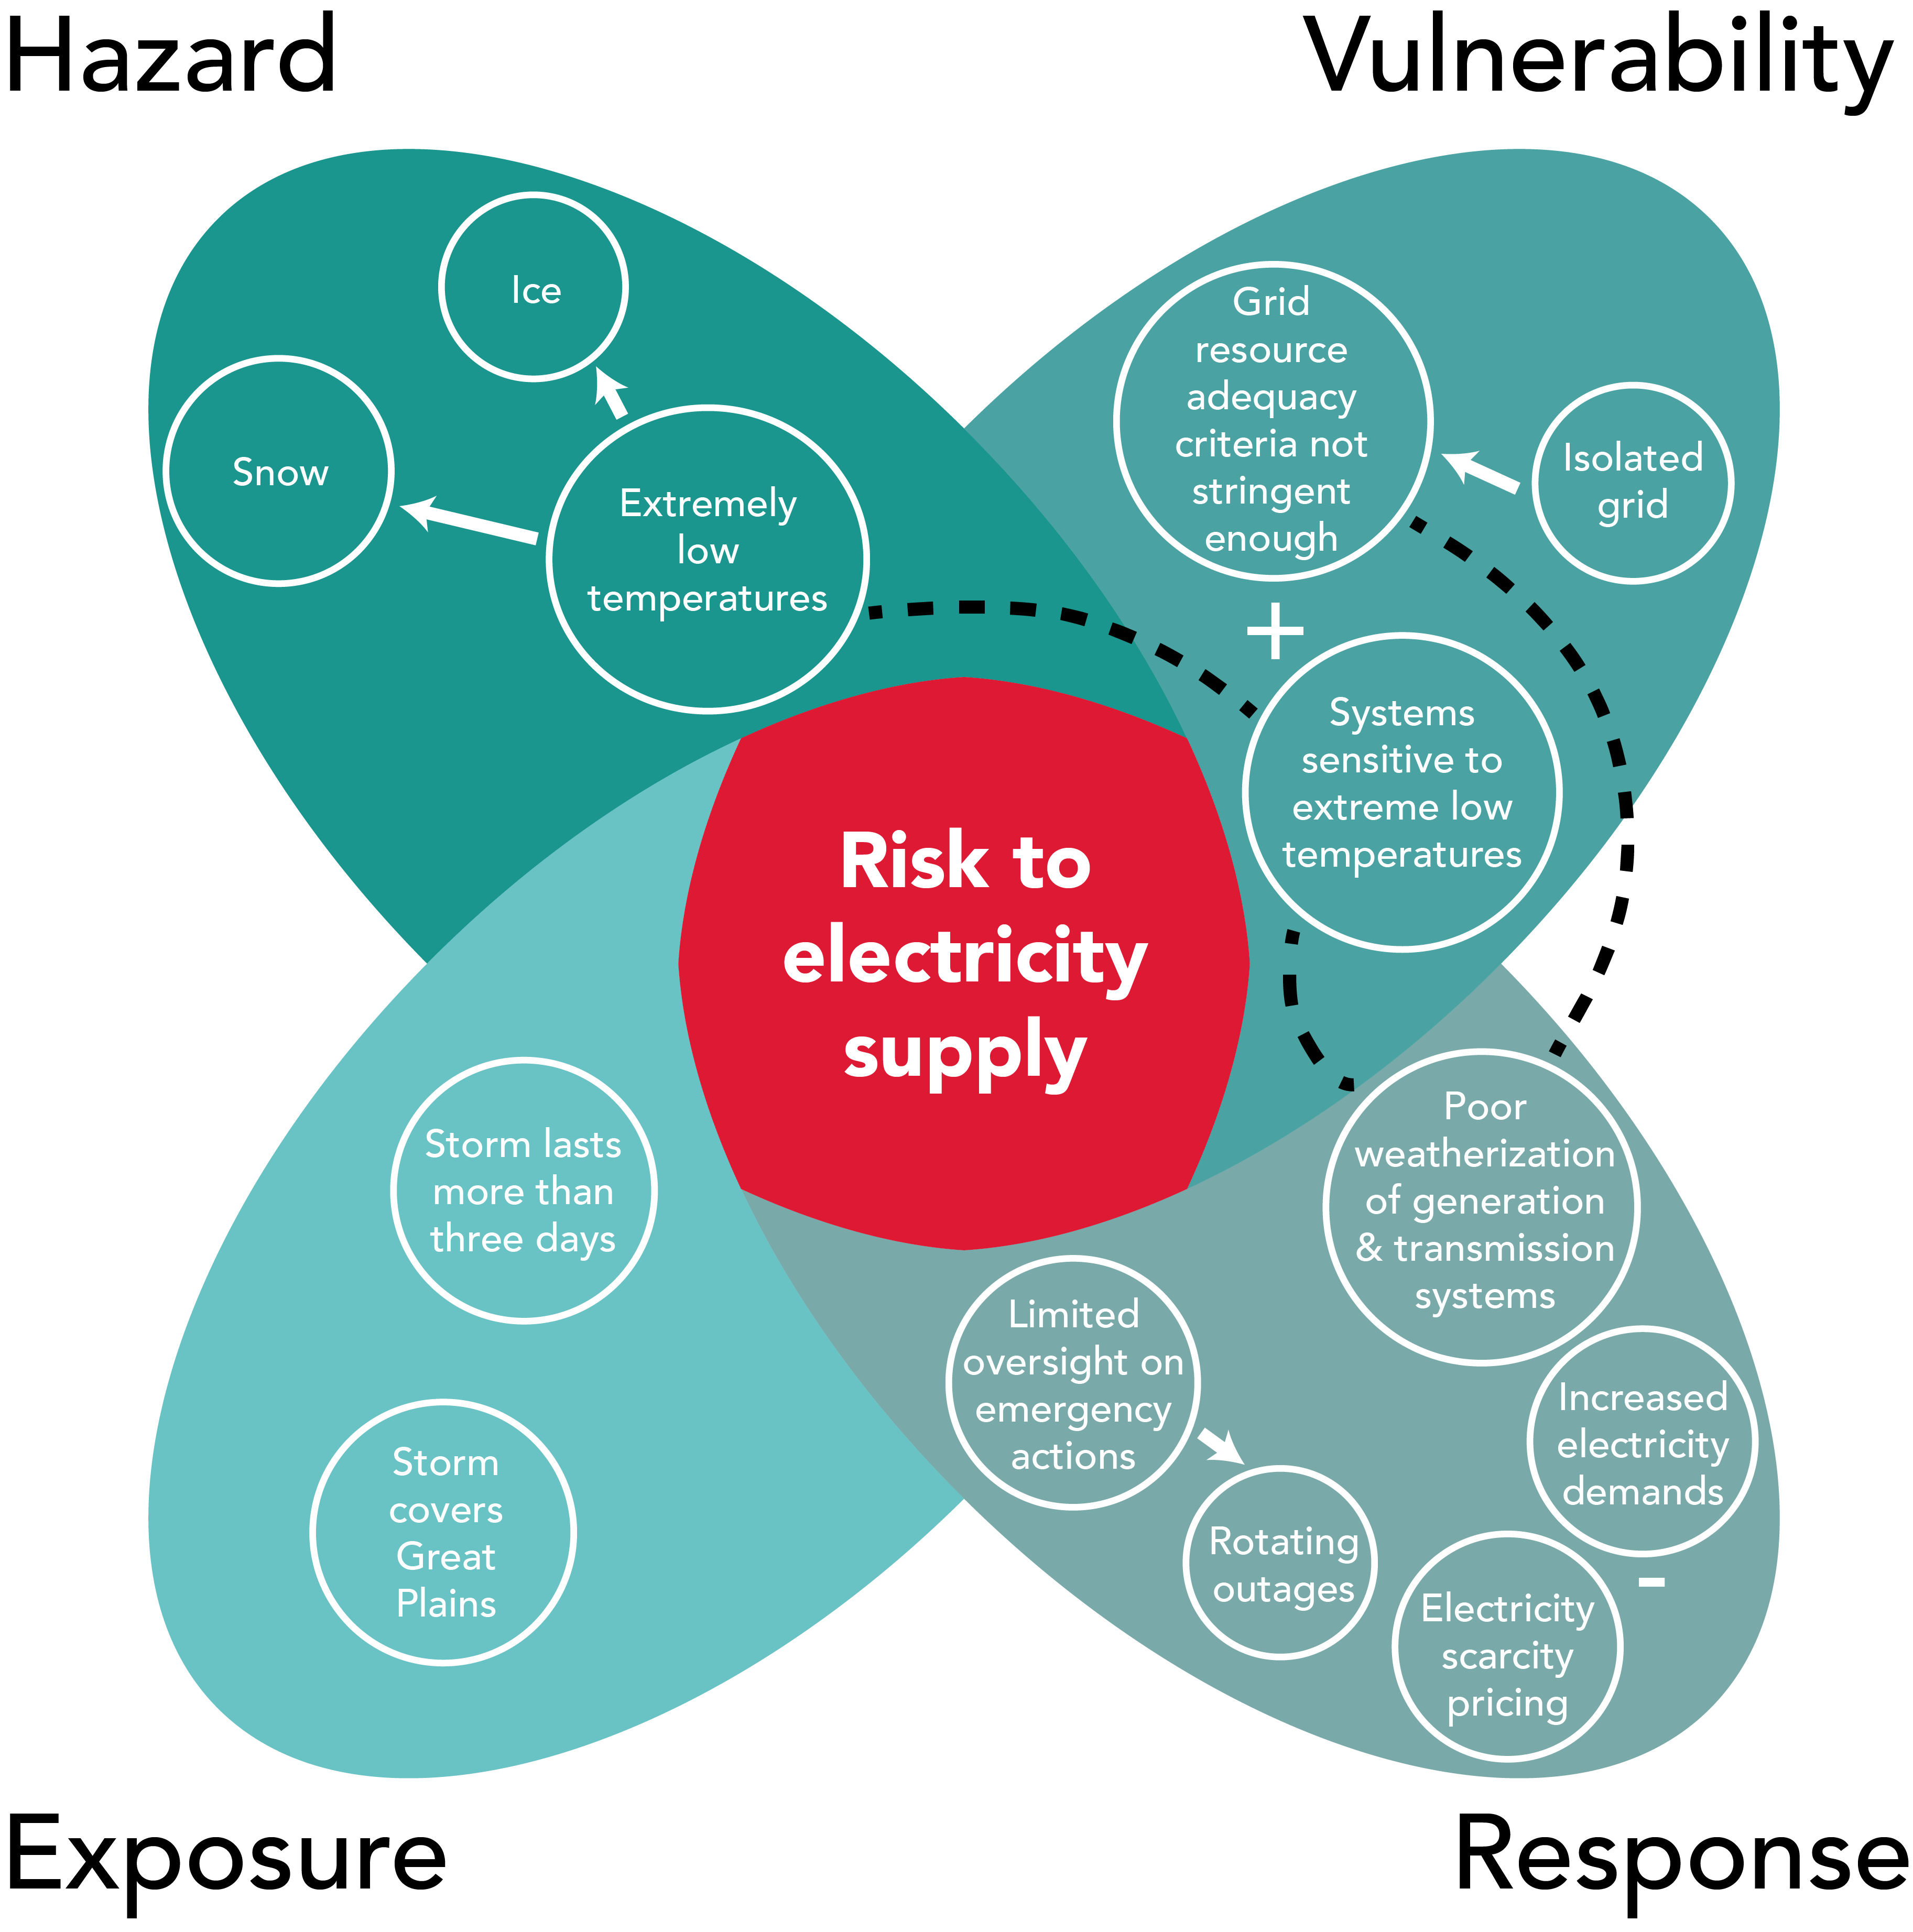 Hazard
Vulnerability
Ice
Snow
Extremely
low
temperatures
Grid
resource
adequacy
criteria not
stringent
enough
Isolated
grid
+
Systems
sensitive to
extreme low
temperatures
Risk to
electricity
supply
Storm lasts
more than
three days
Storm
covers
Great
Plains
Poor
weatherization
of generation
& transmission
systems
Limited
oversight on
emergency
actions
Increased
electricity
demands
Rotating
outages
-
Electricity
scarcity
pricing
Exposure
Response